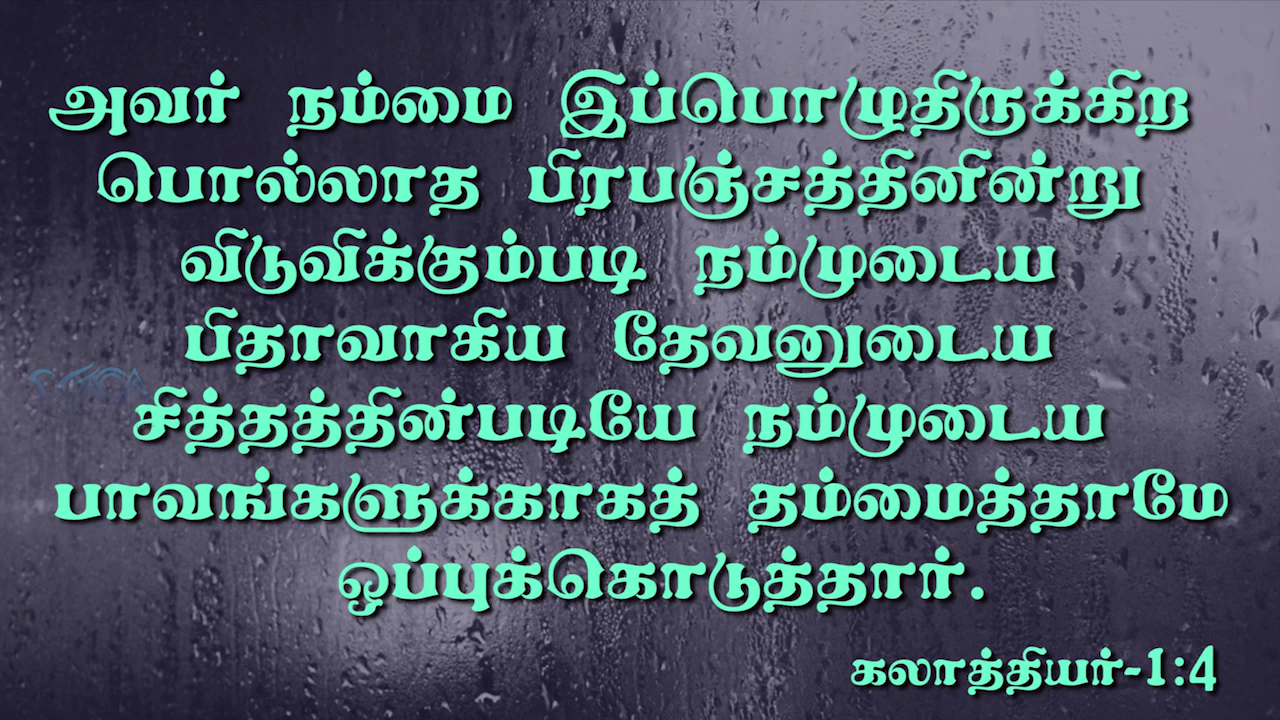 அவர் நம்மை இப்பொழுதிருக்கிற
பொல்லாத பிரபஞ்சத்தினின்று
விடுவிக்கும்படி நம்முடைய
பிதாவாகிய தேவனுடைய
சித்தத்தின்படியே நம்முடைய
பாவங்களுக்காகத் தம்மைத்தாமே
ஒப்புக்கொடுத்தார்.
கலாத்தியர்-1:4